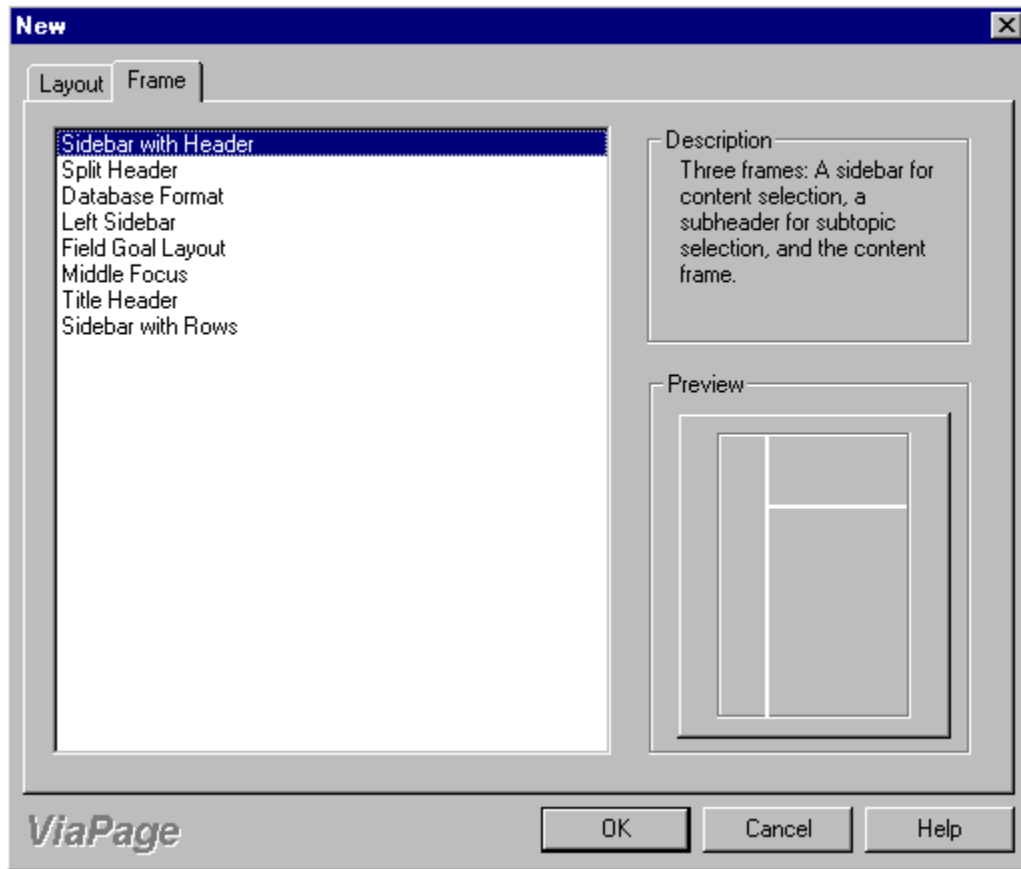 New
Layout
Frame
Sidebar with Header
Split Header
Database Format
Left Sidebar
Field Goal Layout
Middle Focus
Title Header
Sidebar with Rows
Description
Three frames: A sidebar for
content selection, a
subheader for subtopic
selection, and the content
frame.
Preview
ViaPage
OK
Cancel
Help